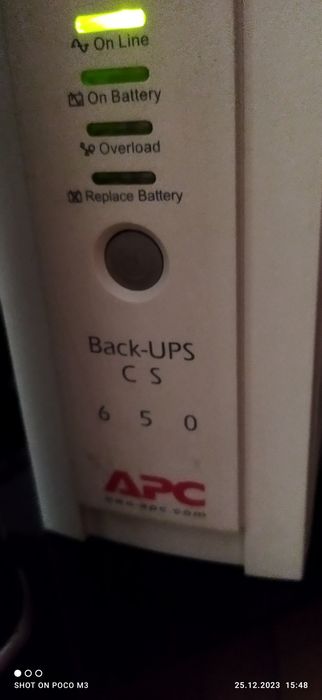 On Line
On Battery
Overload
Replace Battery
Back-UPS
CS
650
APC
SHOT ON POCO M3
25.12.2023 15:48